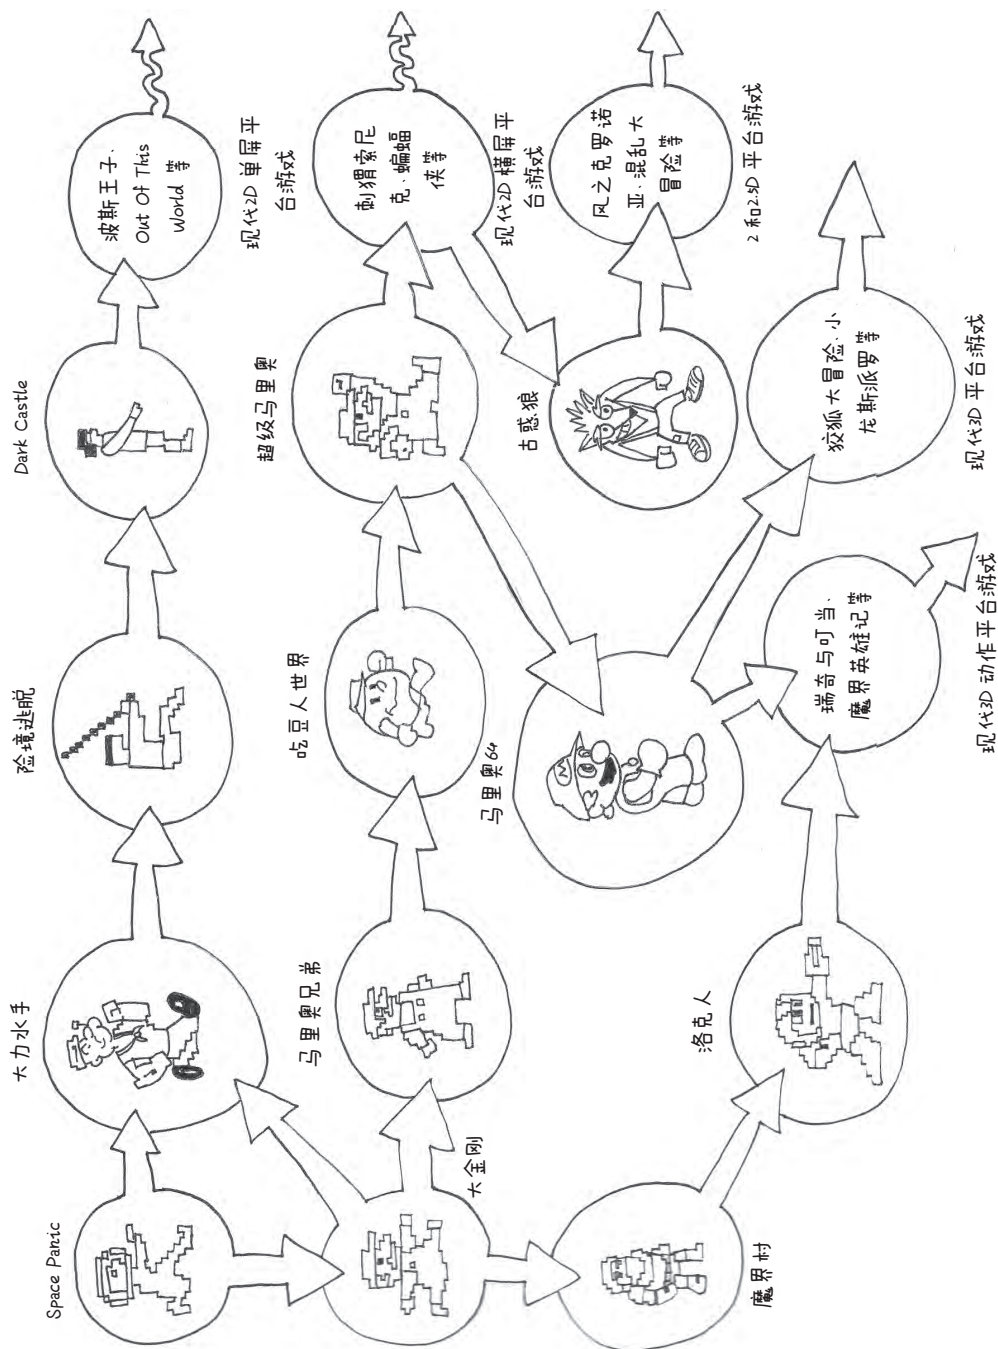 Space Panic
大力水手
险境逃脱
Dark Castle
波斯王子、
Out Of This
World 等
现代2D 单屏平
台游戏
大金刚
马里奥兄弟
吃豆人世界
超级马里奥
刺猬索尼
克、蝙蝠
侠等
现代2D 横屏平
台游戏
马里奥64
古惑狼
风之克罗诺
亚、混乱大
冒险等
2 和2.5D 平台游戏
魔界村
洛克人
瑞奇与叮当、
魔界英雄记等
现代3D 动作平台游戏
狡狐大冒险、小
龙斯派罗等
现代3D 平台游戏
M